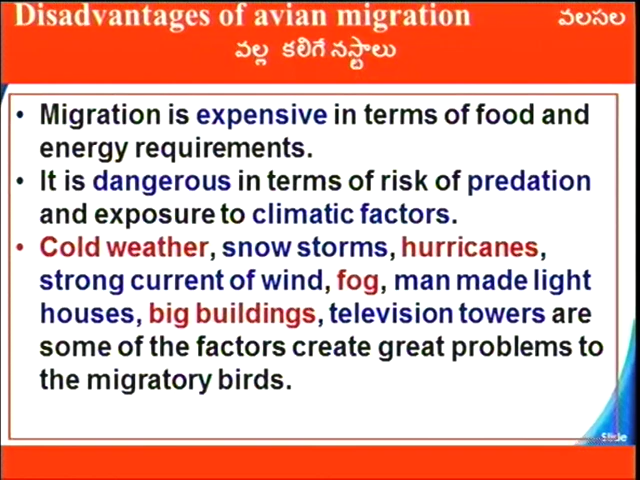 Disadvantages of avian migration వలసల
వల్ల కలిగే నష్టాలు
• Migration is expensive in terms of food and
energy requirements.
• It is dangerous in terms of risk of predation
and exposure to climatic factors.
• Cold weather, snow storms, hurricanes,
strong current of wind, fog, man made light
houses, big buildings, television towers are
some of the factors create great problems to
the migratory birds.
Slide